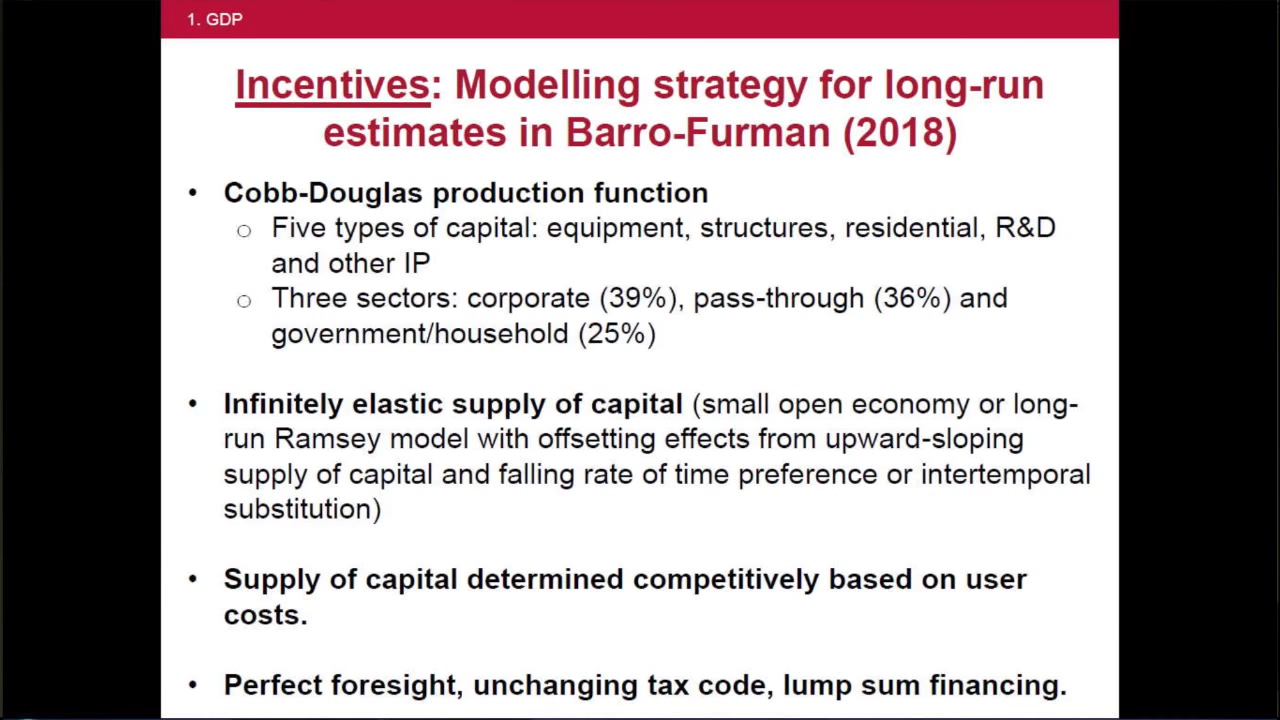 1. GDP
Incentives: Modelling strategy for long-run
estimates in Barro-Furman (2018)
• Cobb-Douglas production function
○ Five types of capital: equipment, structures, residential, R&D
and other IP
○ Three sectors: corporate (39%), pass-through (36%) and
government/household (25%)
• Infinitely elastic supply of capital (small open economy or long-
run Ramsey model with offsetting effects from upward-sloping
supply of capital and falling rate of time preference or intertemporal
substitution)
• Supply of capital determined competitively based on user
costs.
• Perfect foresight, unchanging tax code, lump sum financing.